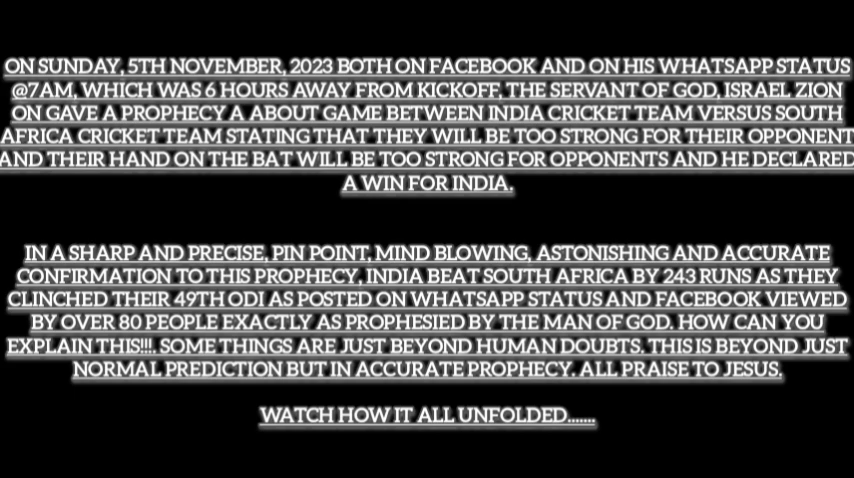 ON SUNDAY, 5TH NOVEMBER, 2023 BOTH ON FACEBOOK AND ON HIS WHATSAPP STATUS
@7AM, WHICH WAS 6 HOURS AWAY FROM KICKOFF, THE SERVANT OF GOD, ISRAEL ZION
ON GAVE A PROPHECY A ABOUT GAME BETWEEN INDIA CRICKET TEAM VERSUS SOUTH
AFRICA CRICKET TEAM STATING THAT THEY WILL BE TOO STRONG FOR THEIR OPPONENT
AND THEIR HAND ON THE BAT WILL BE TOO STRONG FOR OPPONENTS AND HE DECLARED
A WIN FOR INDIA.
IN A SHARP AND PRECISE, PIN POINT, MIND BLOWING, ASTONISHING AND ACCURATE
CONFIRMATION TO THIS PROPHECY, INDIA BEAT SOUTH AFRICA BY 243 RUNS AS THEY
CLINCHED THEIR 49TH ODI AS POSTED ON WHATSAPP STATUS AND FACEBOOK VIEWED
BY OVER 80 PEOPLE EXACTLY AS PROPHESIED BY THE MAN OF GOD. HOW CAN YOU
EXPLAIN THIS!!!. SOME THINGS ARE JUST BEYOND HUMAN DOUBTS. THIS IS BEYOND JUST
NORMAL PREDICTION BUT IN ACCURATE PROPHECY. ALL PRAISE TO JESUS.
WATCH HOW IT ALL UNFOLDED.......